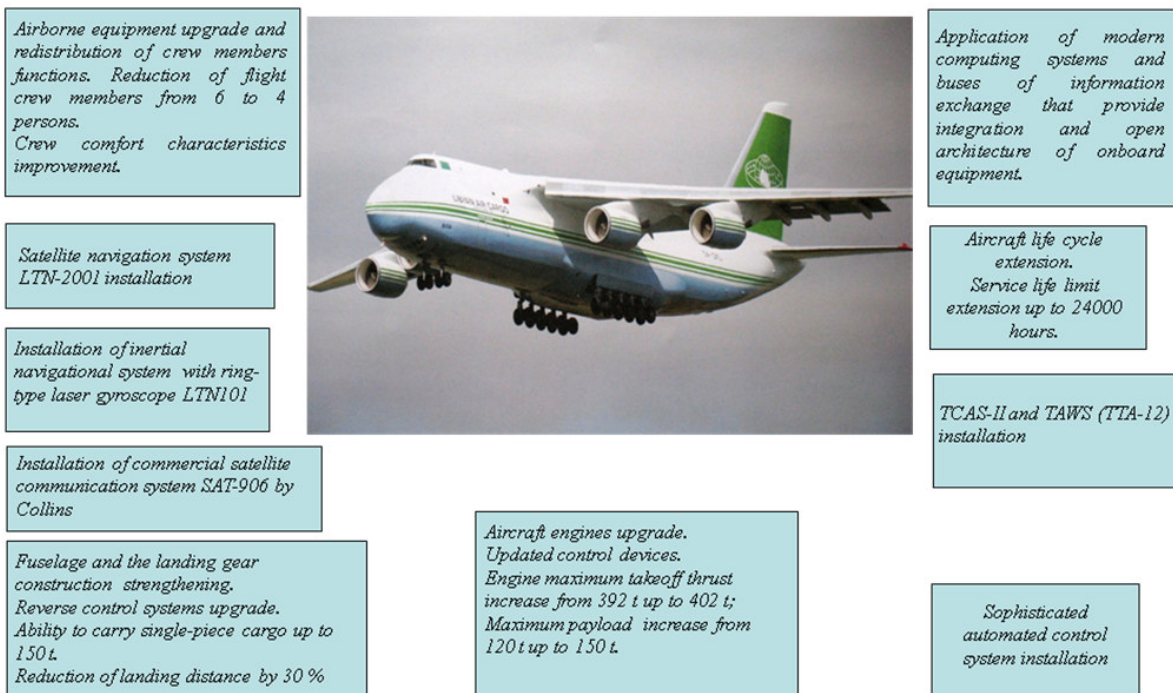 Airborne equipment upgrade and
redistribution of crew members
functions. Reduction of flight
crew members from 6 to 4
persons.
Crew comfort characteristics
improvement.
Satellite navigation system
LTN-2001 installation
Installation of inertial
navigational system with ring-
type laser gyroscope LTN101
Installation of commercial satellite
communication system SAT-906 by
Collins
Fuselage and the landing gear
construction strengthening.
Reverse control systems upgrade.
Ability to carry single-piece cargo up to
150 t.
Reduction of landing distance by 30 %
LIBYAN AIR CARGO
Aircraft engines upgrade.
Updated control devices.
Engine maximum takeoff thrust
increase from 392 t up to 402 t;
Maximum payload increase from
120 t up to 150 t.
Application of modern
computing systems and
buses of information
exchange that provide
integration and open
architecture of onboard
equipment.
Aircraft life cycle
extension.
Service life limit
extension up to 24000
hours.
TCAS-II and TAWS (TTA-12)
installation
Sophisticated
automated control
system installation